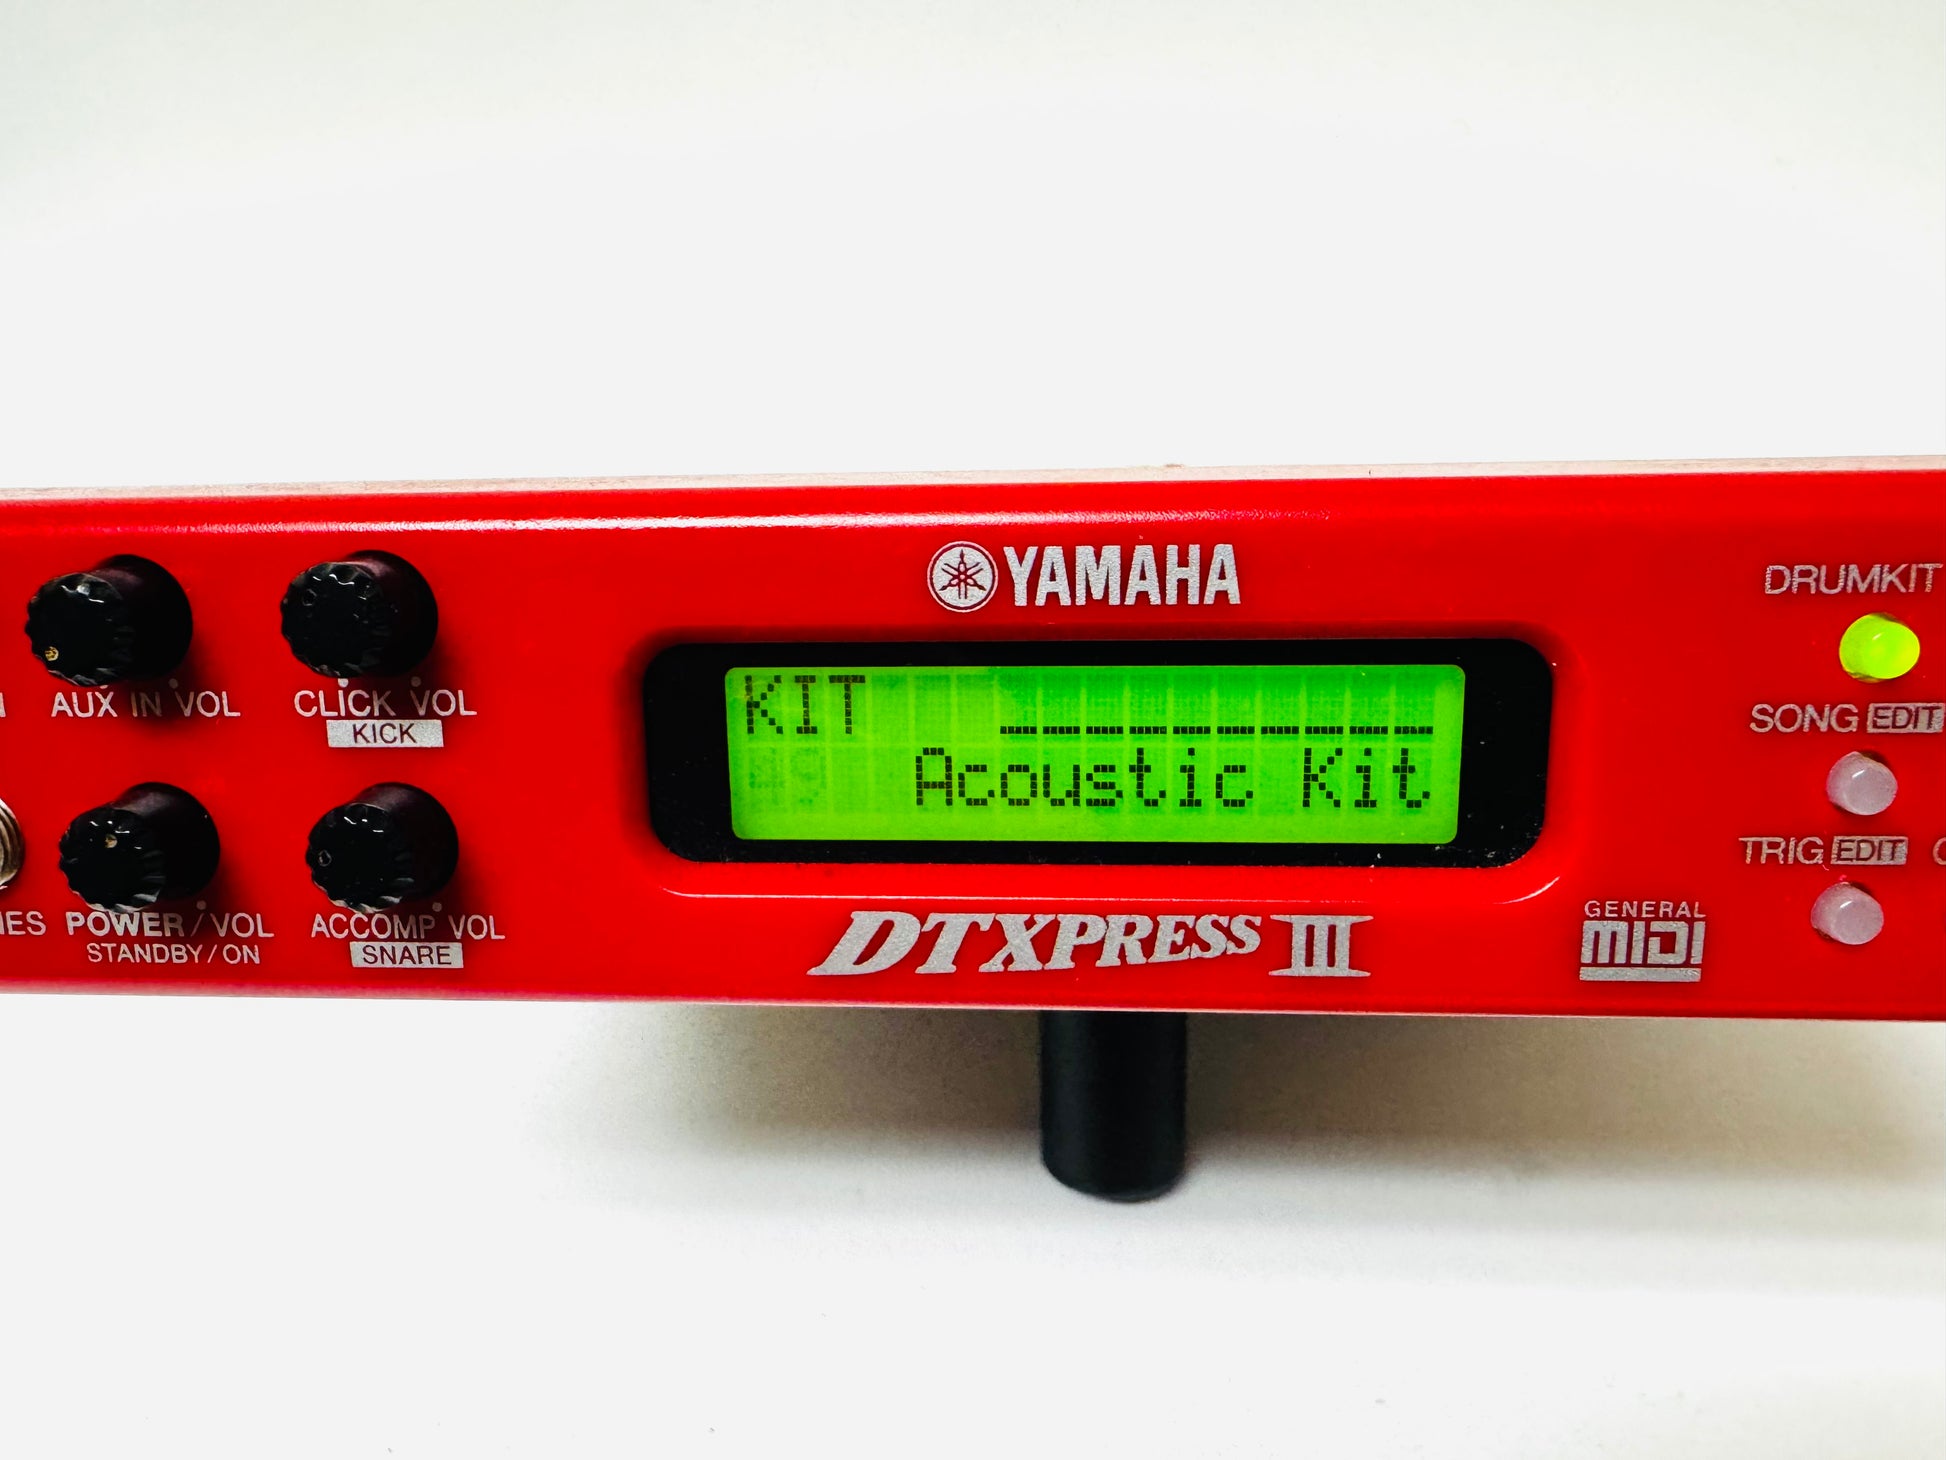 YAMAHA
AUX IN VOL
CLICK VOL
KICK
POWER / VOL
STANDBY / ON
ACCOMP VOL
SNARE
KIT _ _ _ _ _ _ _ _ _ _
Acoustic Kit
DTXPRESS III
GENERAL
MIDI
DRUMKIT
SONG EDIT
TRIG EDIT